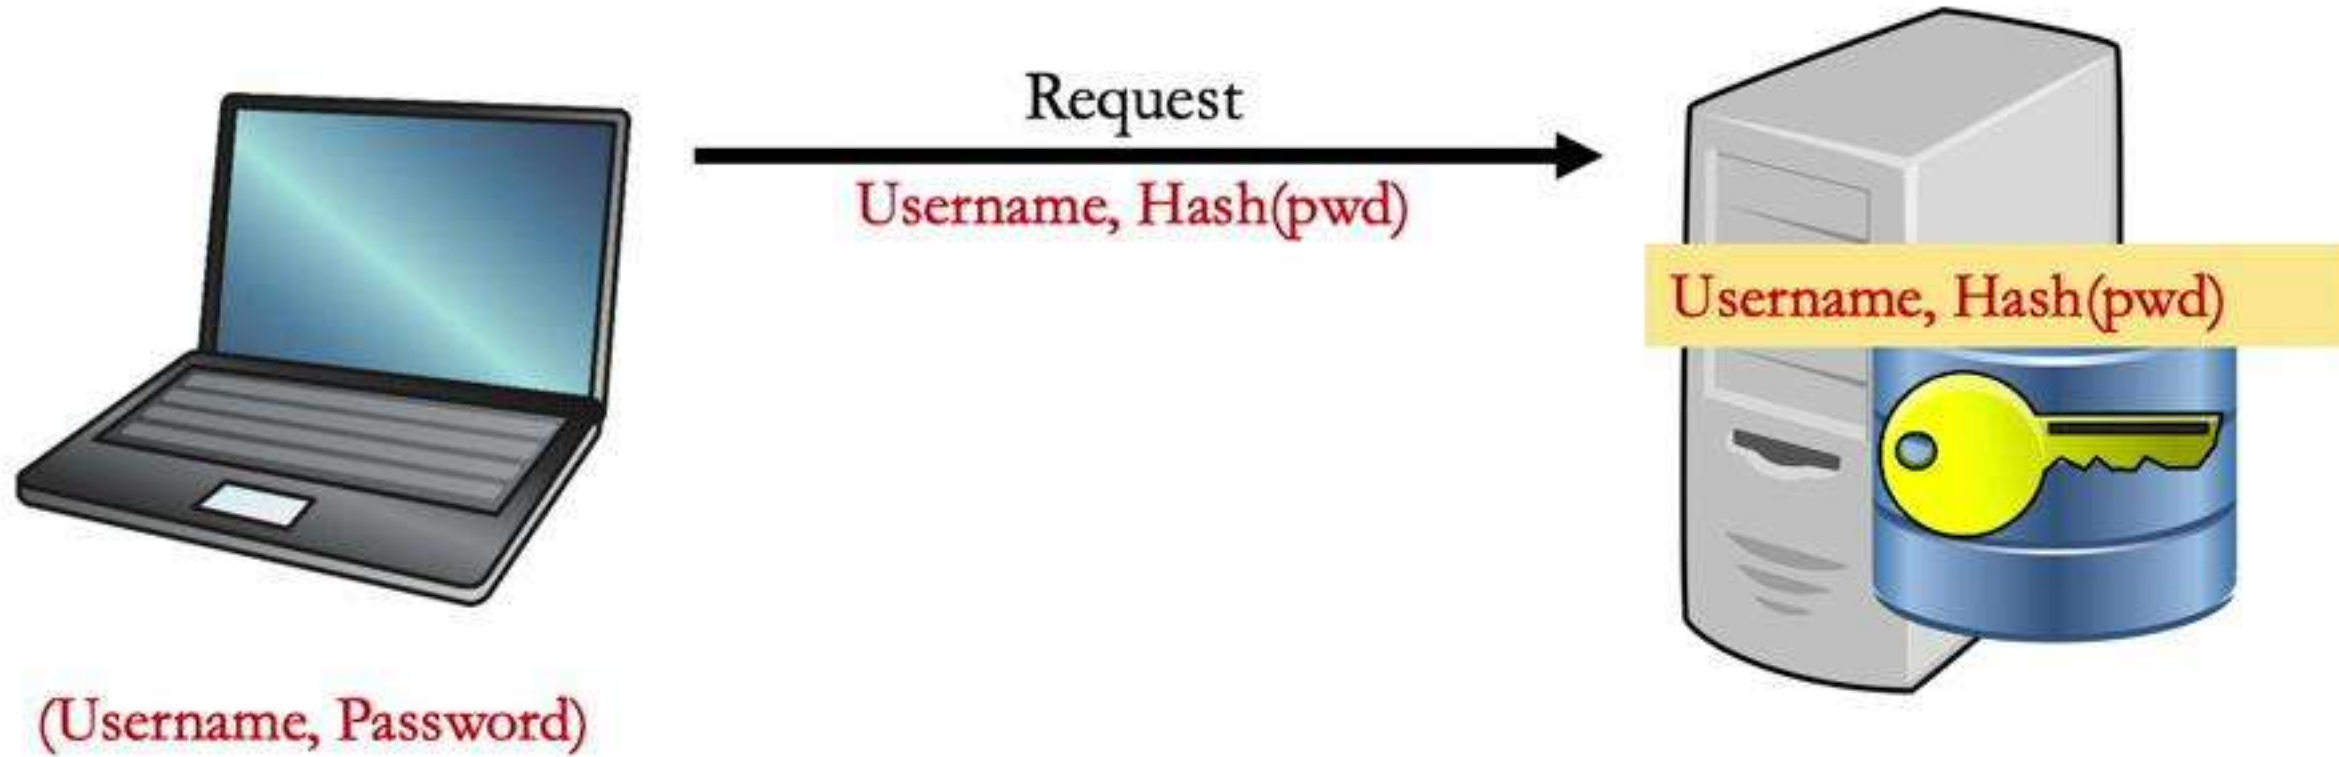 Request
Username, Hash(pwd)
Username, Hash(pwd)
(Username, Password)